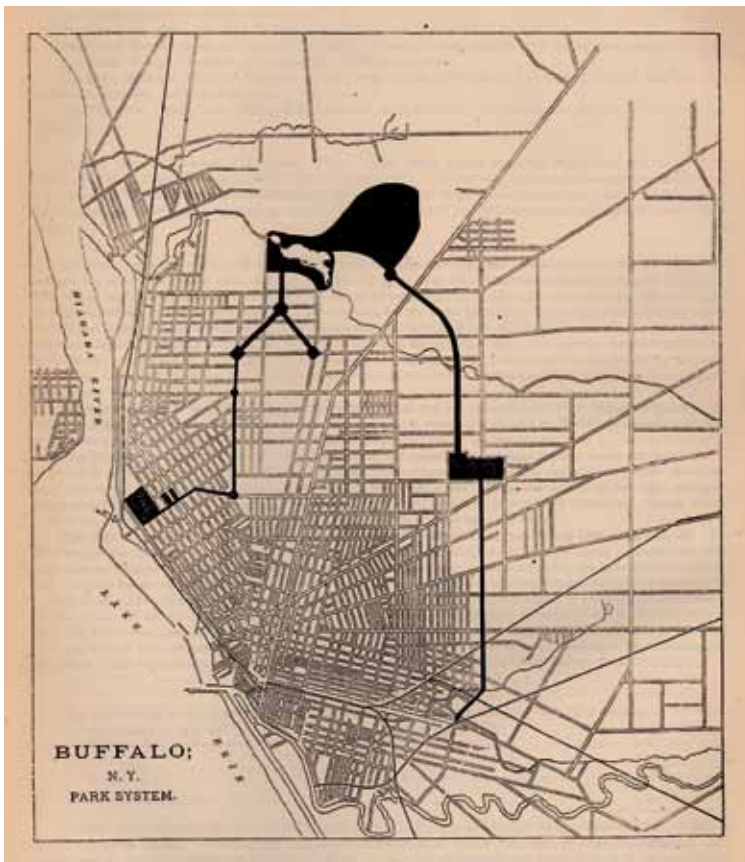 NIAGARA RIVER
LAKE
ERIE
BUFFALO;
N. Y.
PARK SYSTEM.